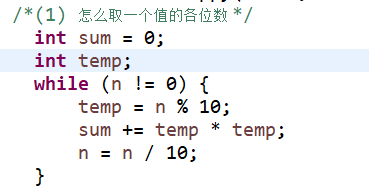 /*(1) 怎么取一个值的各位数 */
int sum = 0;
int temp;
while (n != 0) {
temp = n % 10;
sum += temp * temp;
n = n / 10;
}